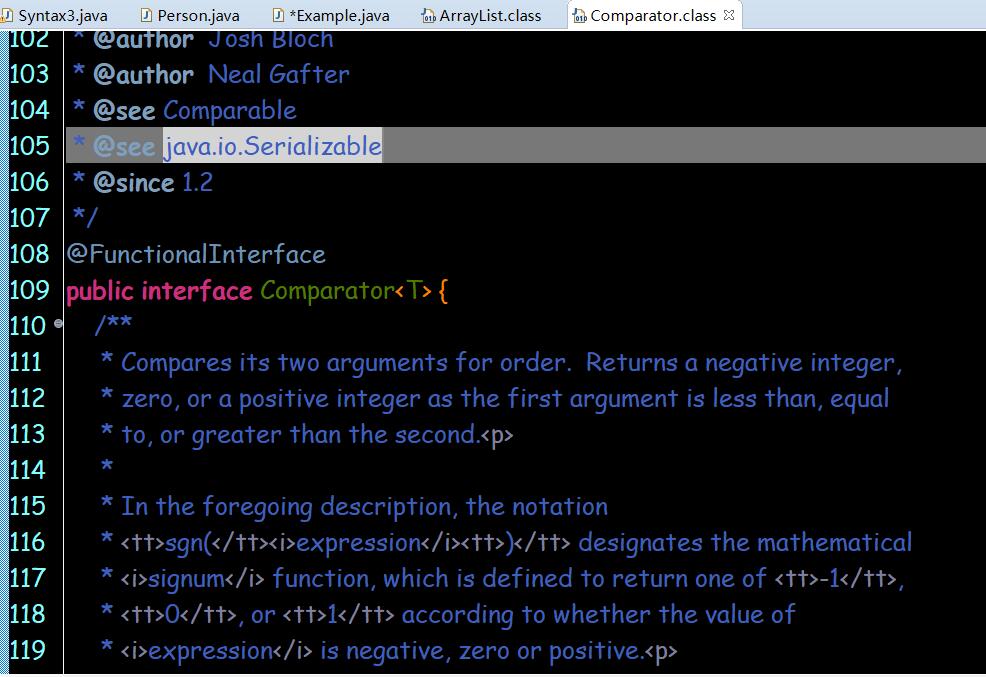 Syntax3.java Person.java *Example.java ArrayList.class Comparator.class
102 * @author Josh Bloch
103 * @author Neal Gafter
104 * @see Comparable
105 * @see java.io.Serializable
106 * @since 1.2
107 */
108 @FunctionalInterface
109 public interface Comparator<T> {
110 /**
111 * Compares its two arguments for order.  Returns a negative integer,
112 * zero, or a positive integer as the first argument is less than, equal
113 * to, or greater than the second.<p>
114 *
115 * In the foregoing description, the notation
116 * <tt>sgn(</tt><i>expression</i><tt>)</tt> designates the mathematical
117 * <i>signum</i> function, which is defined to return one of <tt>-1</tt>,
118 * <tt>0</tt>, or <tt>1</tt> according to whether the value of
119 * <i>expression</i> is negative, zero or positive.<p>